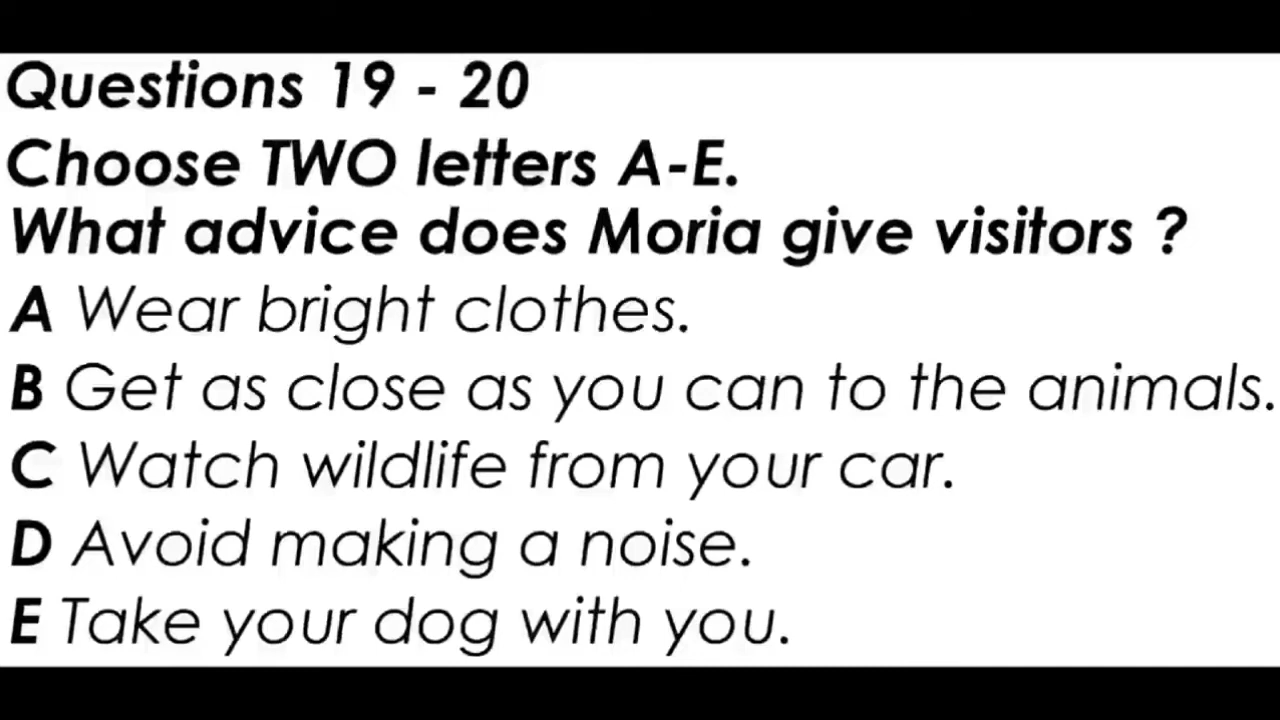 Questions 19 - 20
Choose TWO letters A-E.
What advice does Moria give visitors ?
A Wear bright clothes.
B Get as close as you can to the animals.
C Watch wildlife from your car.
D Avoid making a noise.
E Take your dog with you.